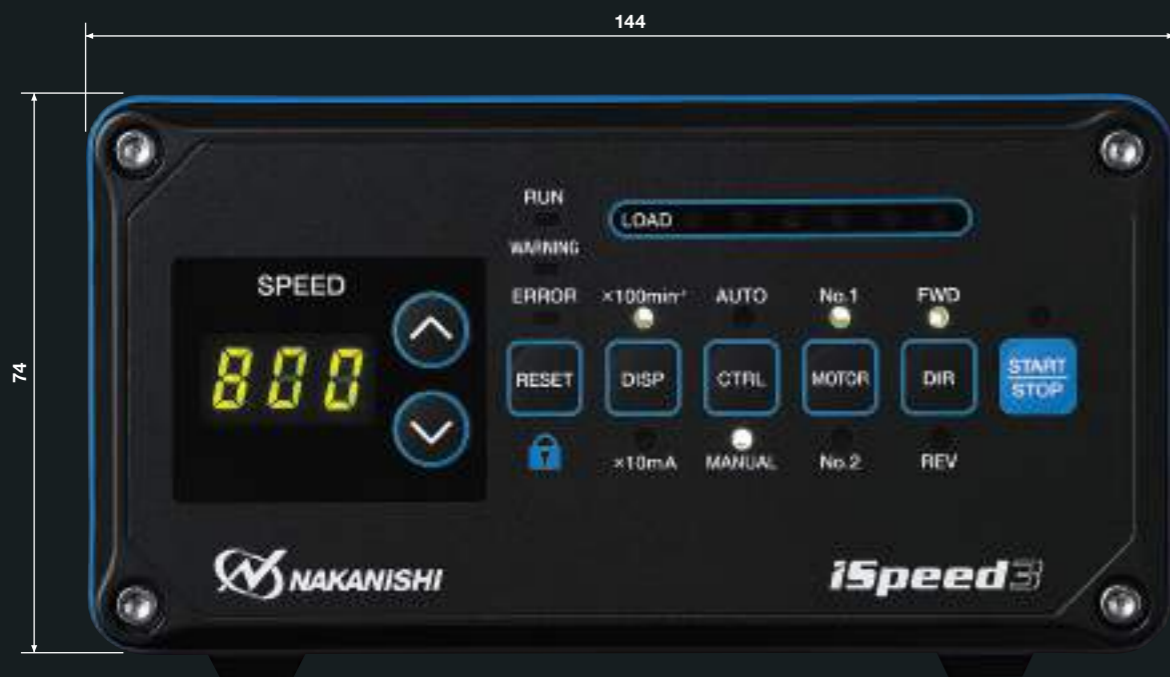 144
74
RUN
LOAD
WARNING
SPEED
ERROR ×100min⁻¹ AUTO No.1 FWD
800
RESET DISP CTRL MOTOR DIR START
STOP
×10mA MANUAL No.2 REV
NAKANISHI iSpeed3